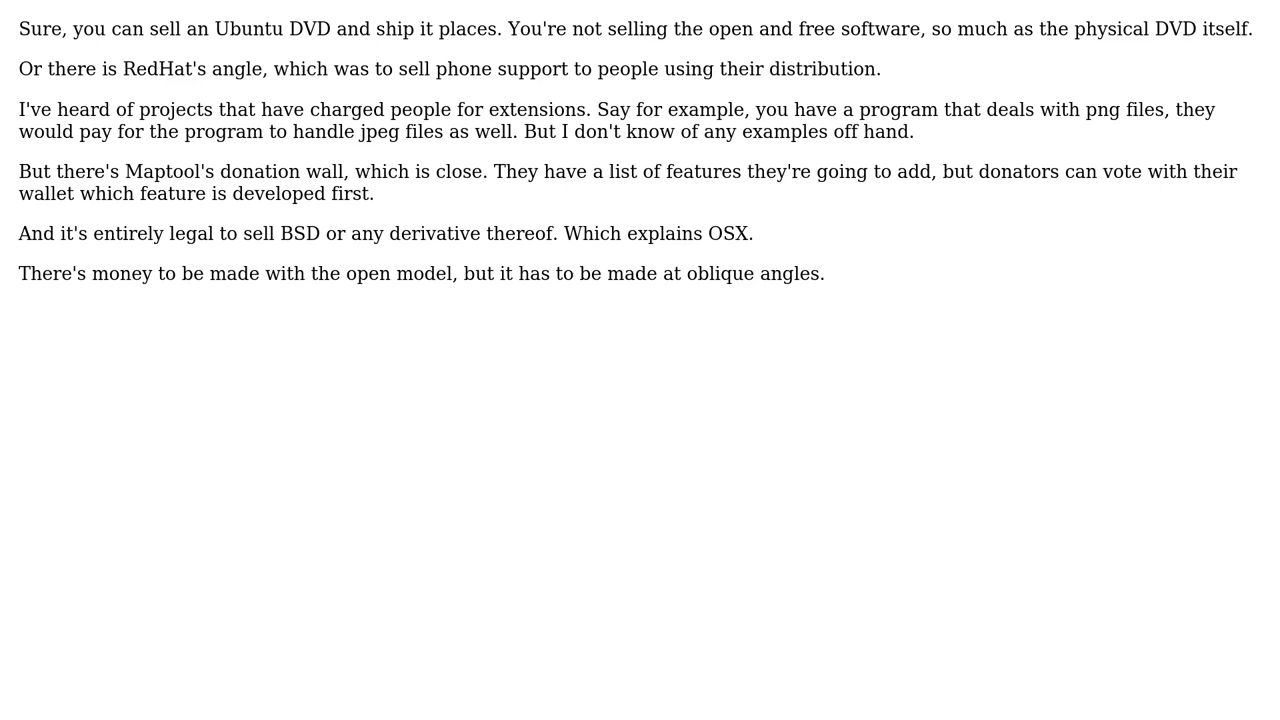 Sure, you can sell an Ubuntu DVD and ship it places. You're not selling the open and free software, so much as the physical DVD itself.
Or there is RedHat's angle, which was to sell phone support to people using their distribution.
I've heard of projects that have charged people for extensions. Say for example, you have a program that deals with png files, they
would pay for the program to handle jpeg files as well. But I don't know of any examples off hand.
But there's Maptool's donation wall, which is close. They have a list of features they're going to add, but donators can vote with their
wallet which feature is developed first.
And it's entirely legal to sell BSD or any derivative thereof. Which explains OSX.
There's money to be made with the open model, but it has to be made at oblique angles.